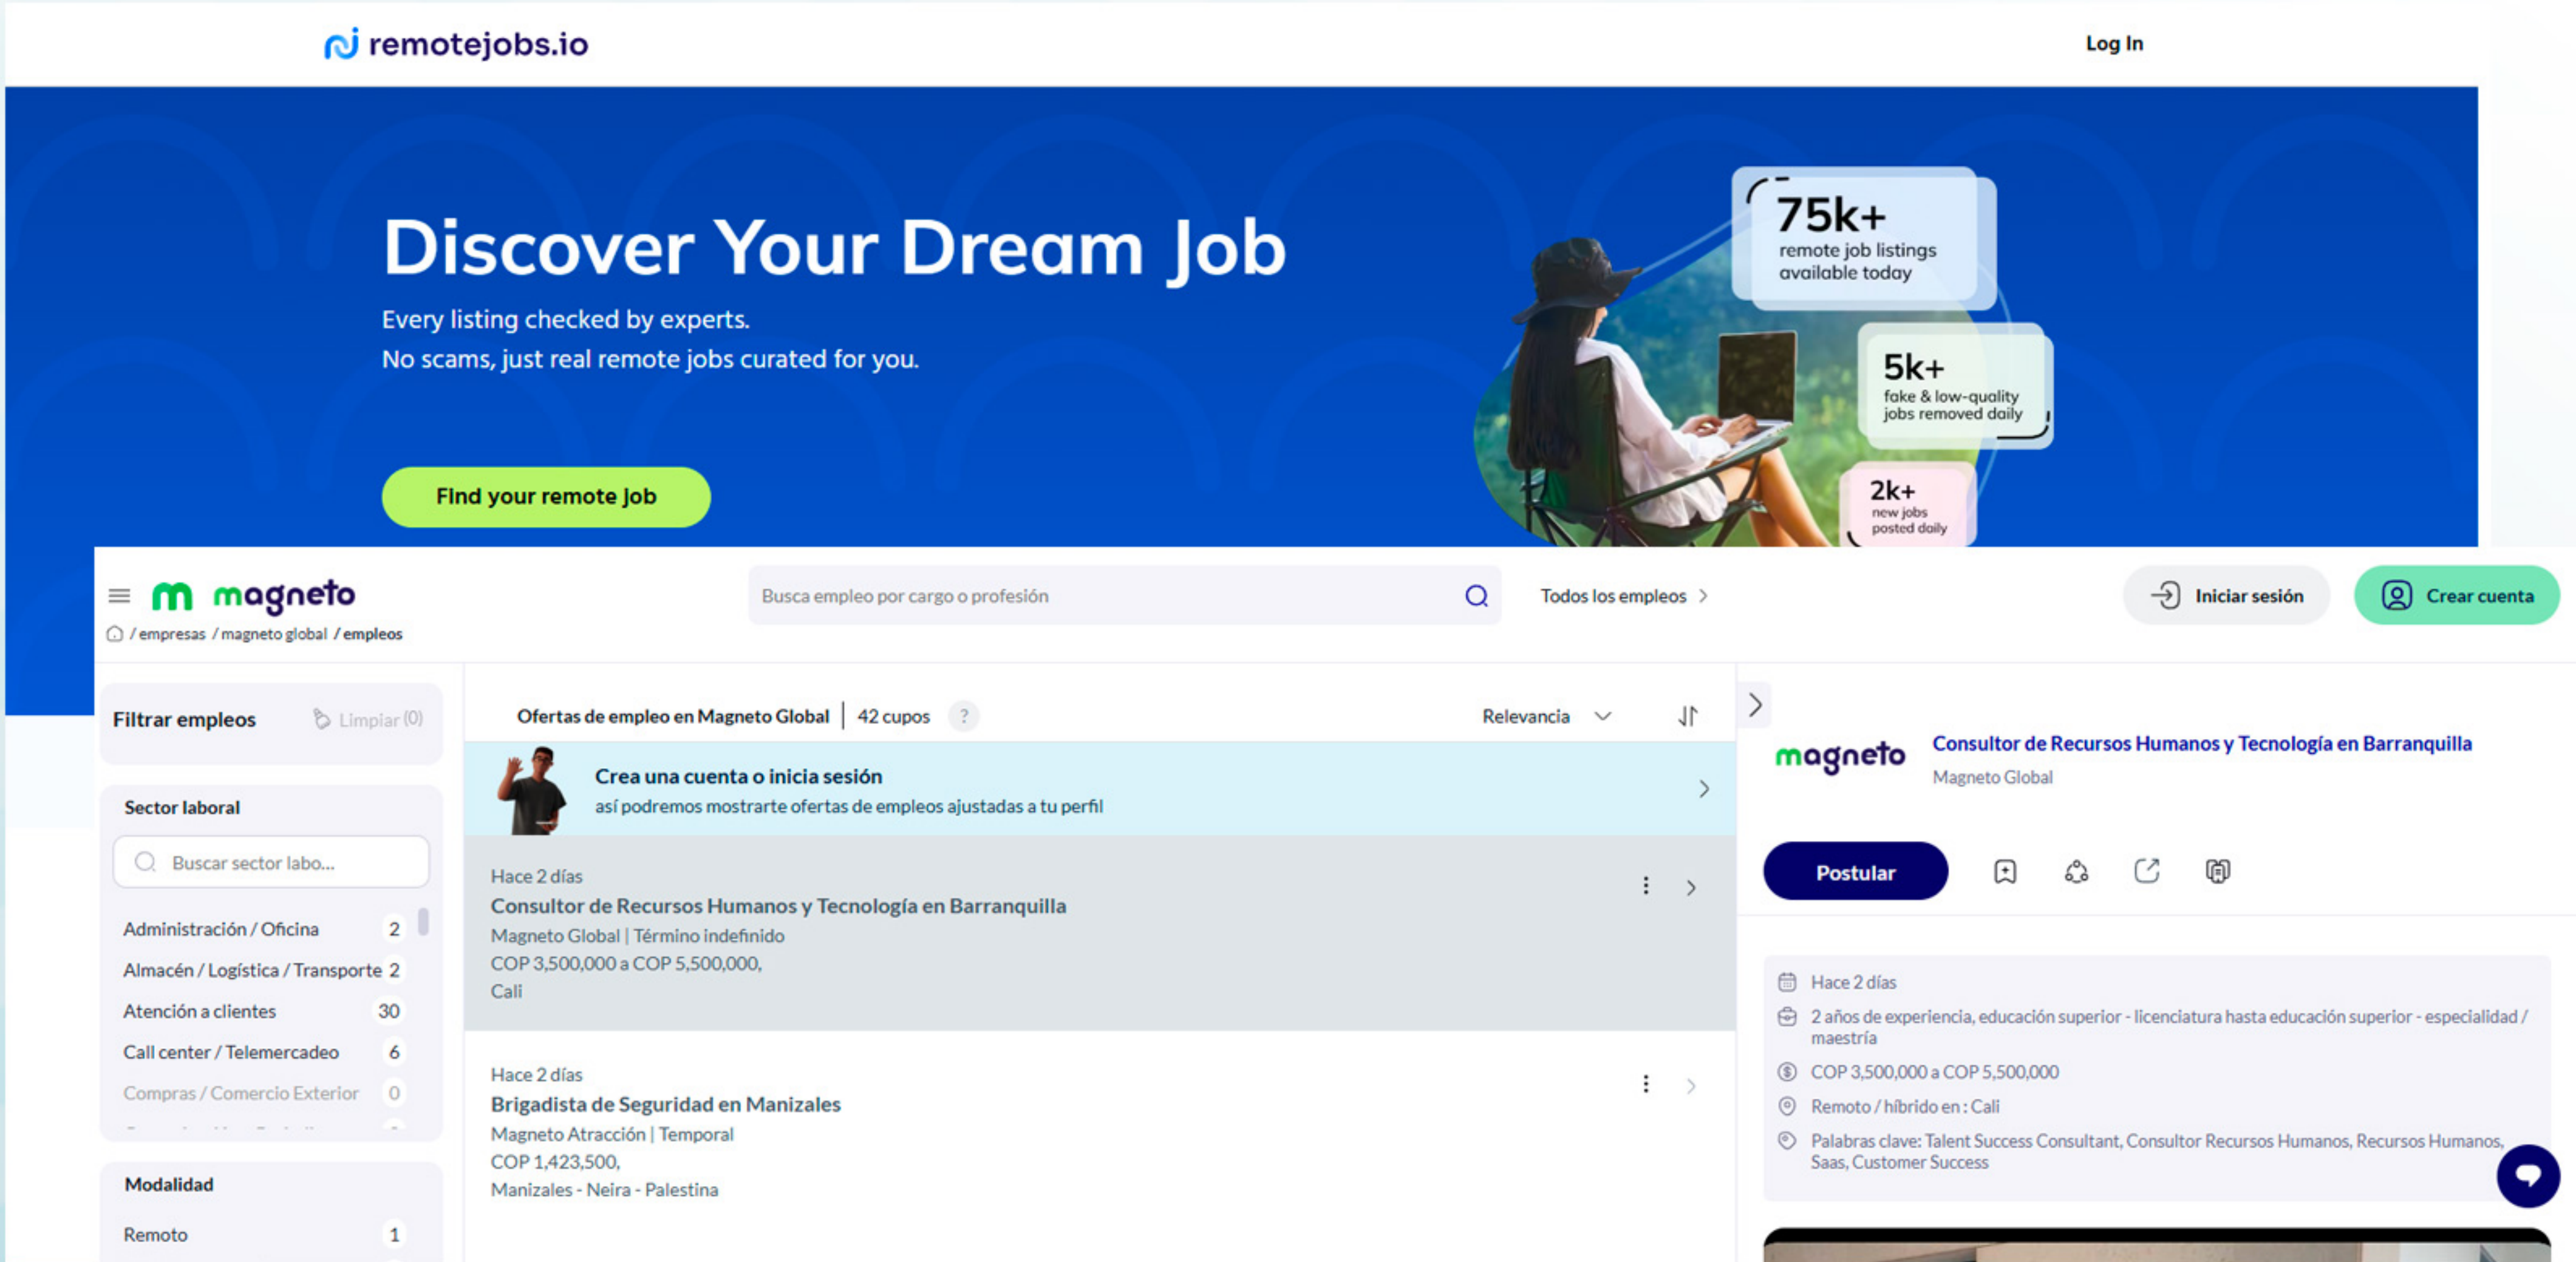 remotejobs.io
Log In
Discover Your Dream Job
Every listing checked by experts.
No scams, just real remote jobs curated for you.
Find your remote job
75k+
remote job listings
available today
5k+
fake & low-quality
jobs removed daily
2k+
new jobs
posted daily
m magneto
Busca empleo por cargo o profesión
Todos los empleos
Iniciar sesión
Crear cuenta
/ empresas / magneto global / empleos
Filtrar empleos
Limpiar (0)
Sector laboral
Buscar sector labo...
Administración / Oficina 2
Almacén / Logística / Transporte 2
Atención a clientes 30
Call center / Telemercadeo 6
Compras / Comercio Exterior 0
Modalidad
Remoto 1
Ofertas de empleo en Magneto Global | 42 cupos ?
Relevancia
Crea una cuenta o inicia sesión
así podremos mostrarte ofertas de empleos ajustadas a tu perfil
Hace 2 días
Consultor de Recursos Humanos y Tecnología en Barranquilla
Magneto Global | Término indefinido
COP 3,500,000 a COP 5,500,000,
Cali
Hace 2 días
Brigadista de Seguridad en Manizales
Magneto Atracción | Temporal
COP 1,423,500,
Manizales - Neira - Palestina
magneto
Consultor de Recursos Humanos y Tecnología en Barranquilla
Magneto Global
Postular
Hace 2 días
2 años de experiencia, educación superior - licenciatura hasta educación superior - especialidad /
maestría
COP 3,500,000 a COP 5,500,000
Remoto / híbrido en : Cali
Palabras clave: Talent Success Consultant, Consultor Recursos Humanos, Recursos Humanos,
Saas, Customer Success